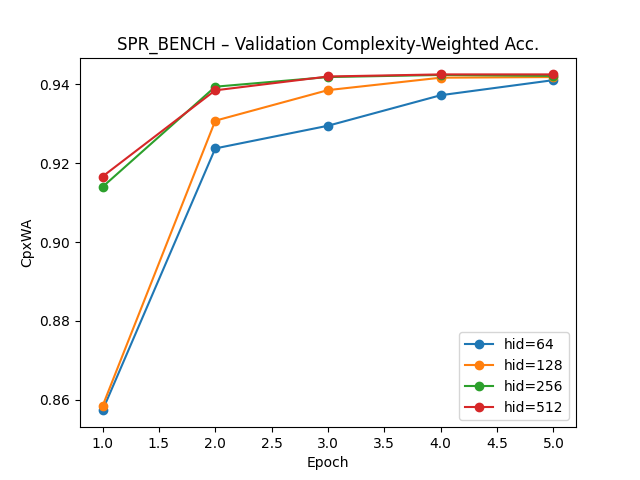 SPR_BENCH – Validation Complexity-Weighted Acc.
CpxWA
0.94
0.92
0.90
0.88
0.86
1.0 1.5 2.0 2.5 3.0 3.5 4.0 4.5 5.0
Epoch
hid=64
hid=128
hid=256
hid=512